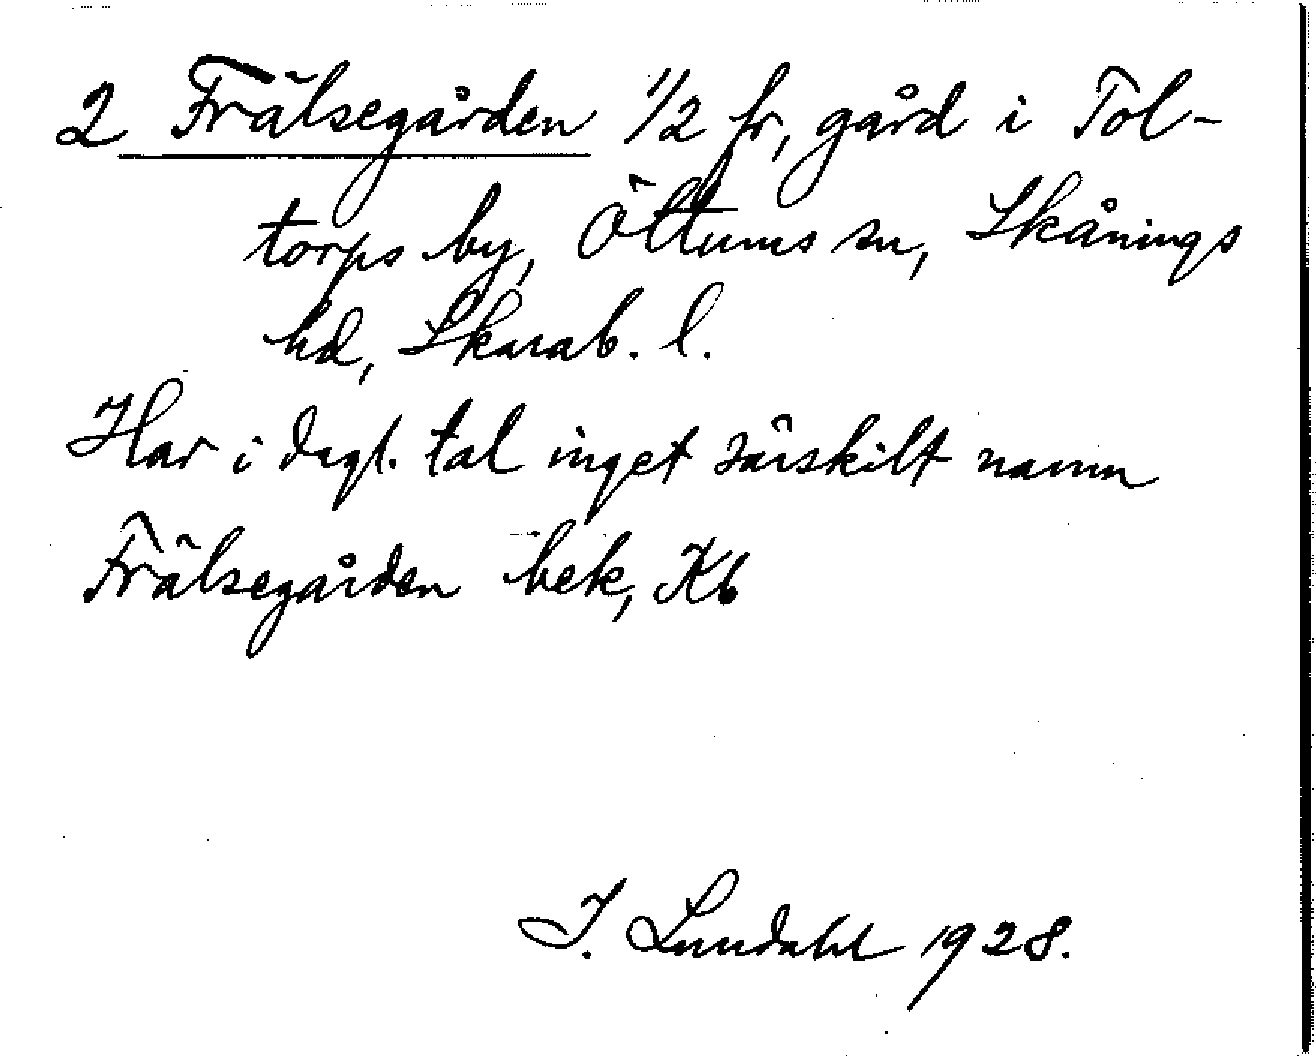 2 Frälsegården 1/2 fr, gård i Tol-
torps by, Öttums sn, Skånings
hd, Skarab. l.
Har i dagl. tal inget särskilt namn
Frälsegården bek, Kb
I. Lundahl 1928.